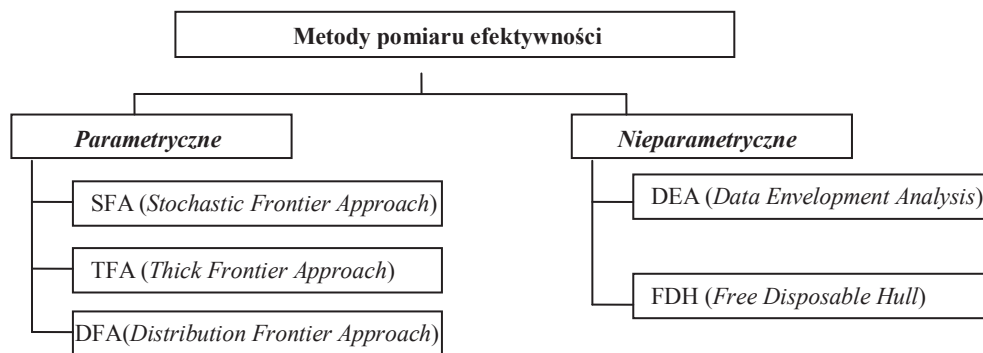 Metody pomiaru efektywności
Parametryczne
SFA (Stochastic Frontier Approach)
TFA (Thick Frontier Approach)
DFA(Distribution Frontier Approach)
Nieparametryczne
DEA (Data Envelopment Analysis)
FDH (Free Disposable Hull)